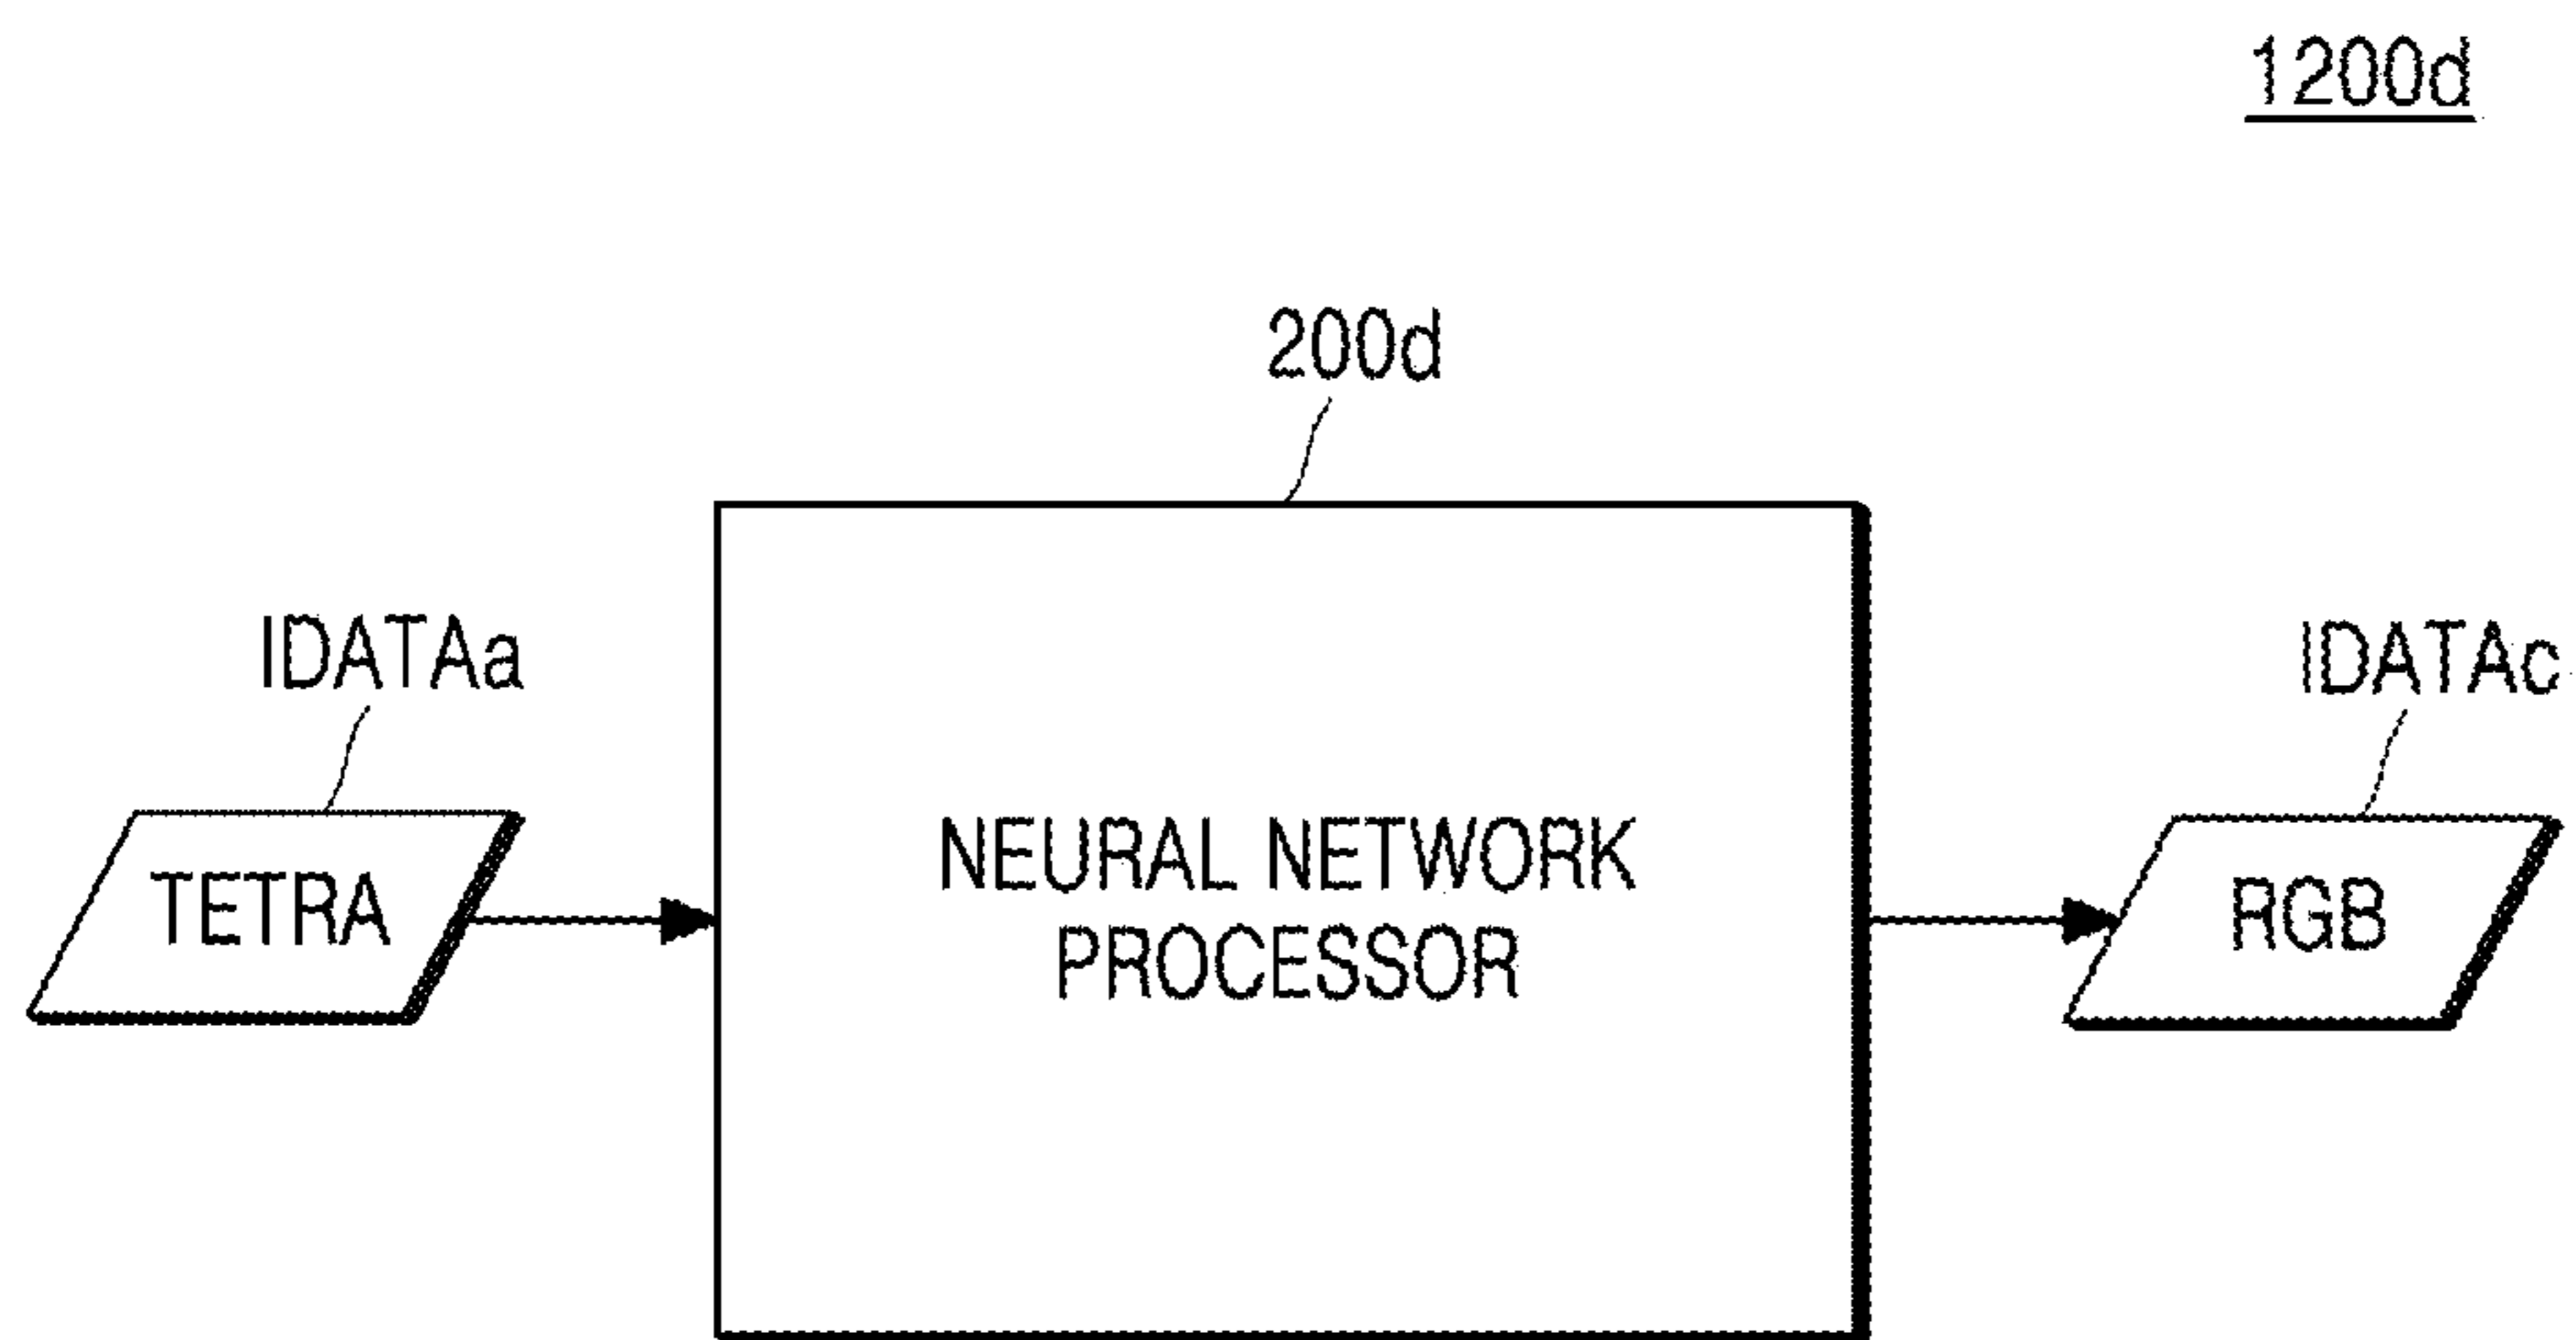 1200d
200d
IDATAa
IDATAc
TETRA
NEURAL NETWORK
PROCESSOR
RGB